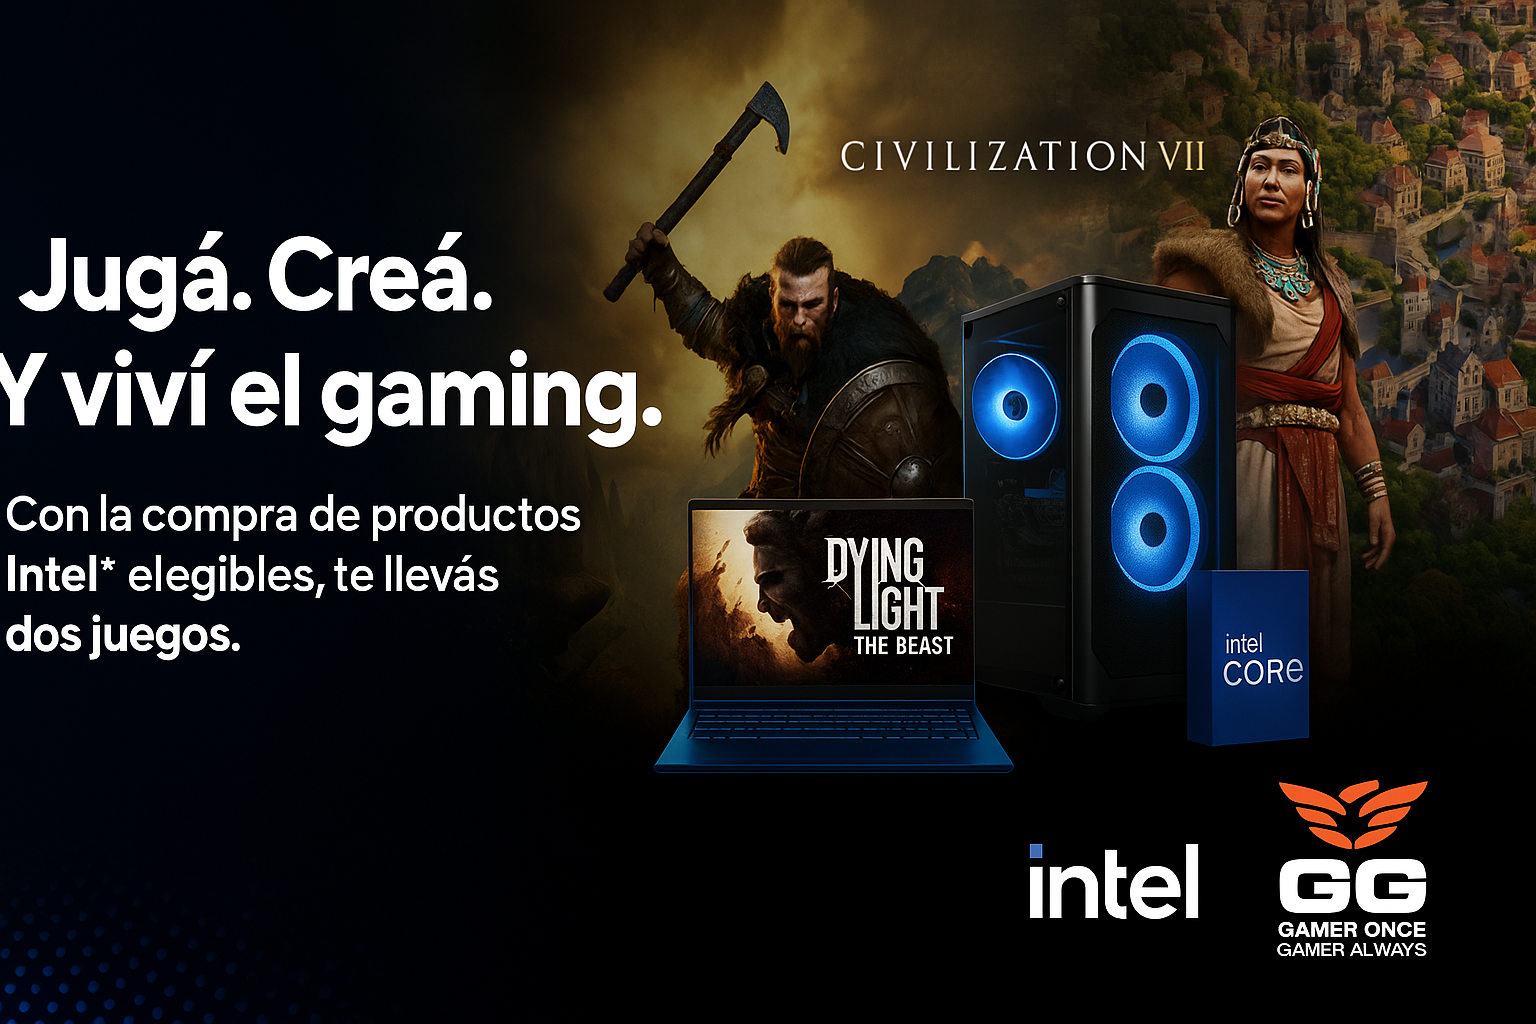 Jugá. Creá.
Y viví el gaming.
Con la compra de productos
Intel* elegibles, te llevás
dos juegos.
CIVILIZATION VII
DYING
LIGHT
THE BEAST
intel
CORe
intel
GG
GAMER ONCE
GAMER ALWAYS